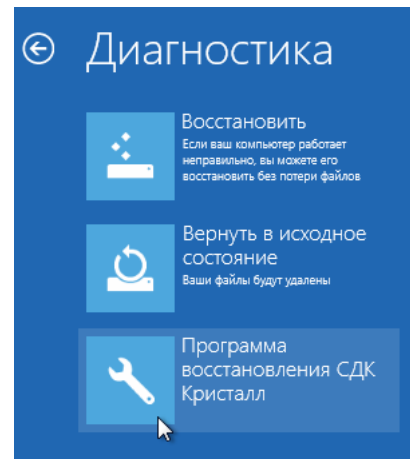 Диагностика
Восстановить
Если ваш компьютер работает
неправильно, вы можете его
восстановить без потери файлов
Вернуть в исходное
состояние
Ваши файлы будут удалены
Программа
восстановления СДК
Кристалл